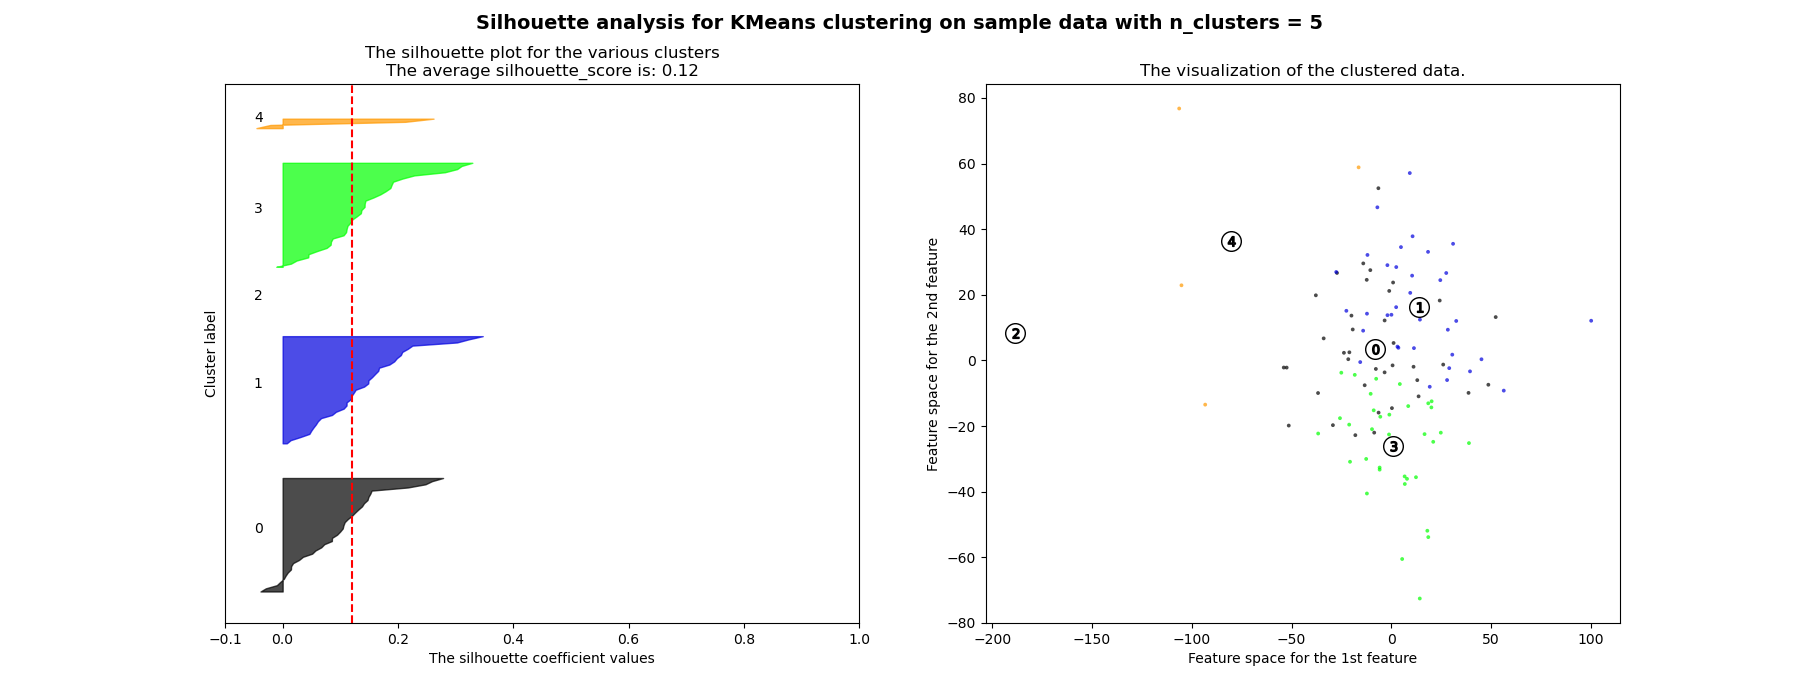 Silhouette analysis for KMeans clustering on sample data with n_clusters = 5
The silhouette plot for the various clusters
The average silhouette_score is: 0.12
4
3
2
1
0
Cluster label
−0.1 0.0 0.2 0.4 0.6 0.8 1.0
The silhouette coefficient values
The visualization of the clustered data.
80
60
40
20
0
−20
−40
−60
−80
Feature space for the 2nd feature
4
1
2
0
3
−200 −150 −100 −50 0 50 100
Feature space for the 1st feature